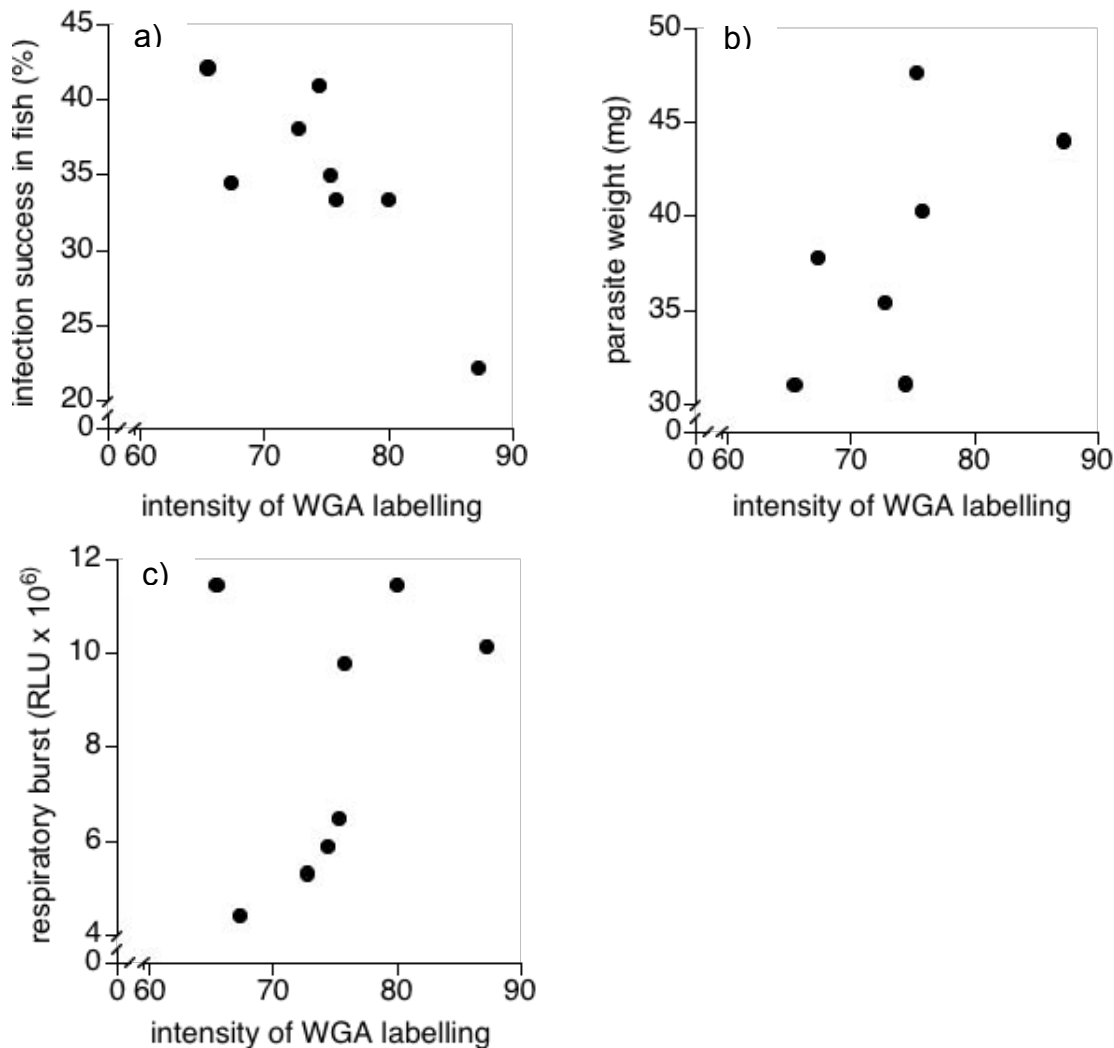 a)
infection success in fish (%)
45
40
35
30
25
20
0
0 60 70 80 90
intensity of WGA labelling
b)
parasite weight (mg)
50
45
40
35
30
0
0 60 70 80 90
intensity of WGA labelling
c)
respiratory burst (RLU x 10⁶)
12
10
8
6
4
0
0 60 70 80 90
intensity of WGA labelling